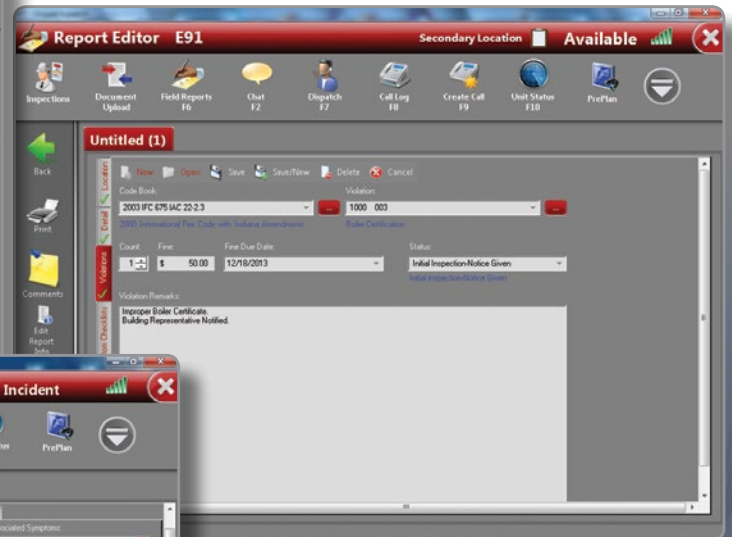 Report Editor E91 Secondary Location Available
Inspections
Document Upload
Field Reports F6
Chat F2
Dispatch F7
Call Log F8
Create Call F9
Unit Status F10
PrePlan
Back
Print
Comments
Edit Report Info
Untitled (1)
Location
Detail
Violations
Checklists
New Open Save Save/New Delete Cancel
Code Book: Violation:
2003 IFC 675 IAC 22-2.3 ... 1000 003 ...
2000 International Fire Code with Indiana Amendments Boiler Certification
Count: Fine: Fine Due Date: Status:
1 $ 50.00 12/18/2013 Initial Inspection-Notice Given
Initial Inspection-Notice Given
Violation Remarks:
Improper Boiler Certificate.
Building Representative Notified.
Incident
PrePlan
Symptoms